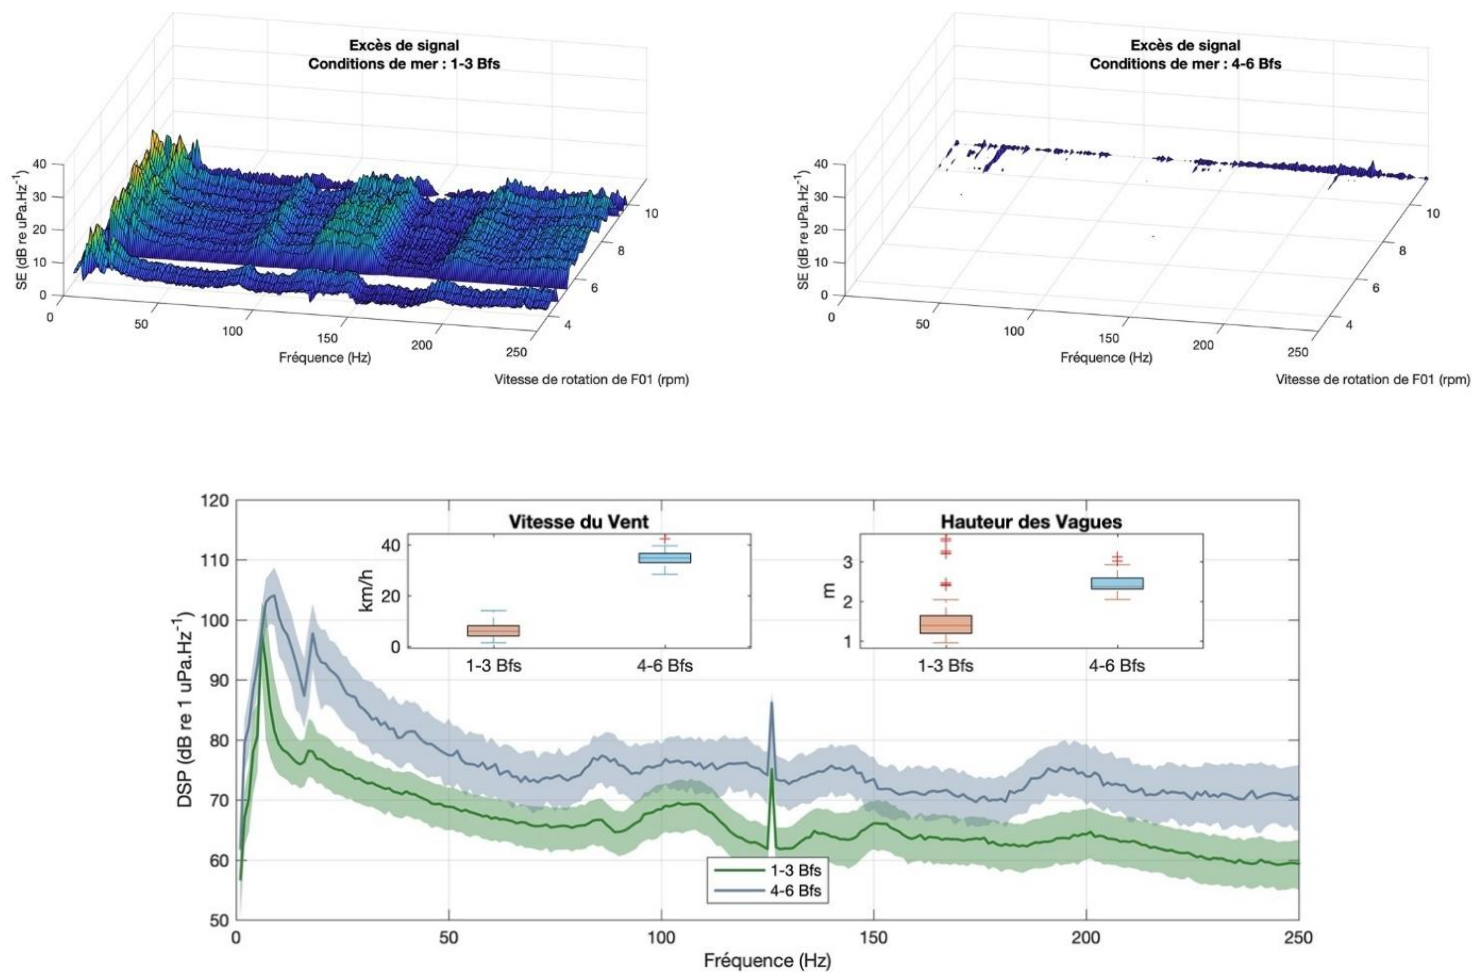 Excès de signal
Conditions de mer : 1-3 Bfs
40
30
20
10
0
SE (dB re uPa.Hz-1)
0
50
100
150
200
250
Fréquence (Hz)
4
6
8
10
Vitesse de rotation de F01 (rpm)
Excès de signal
Conditions de mer : 4-6 Bfs
40
30
20
10
0
SE (dB re uPa.Hz-1)
0
50
100
150
200
250
Fréquence (Hz)
4
6
8
10
Vitesse de rotation de F01 (rpm)
120
110
100
90
80
70
60
50
DSP (dB re 1 uPa.Hz-1)
Vitesse du Vent
40
20
0
km/h
1-3 Bfs 4-6 Bfs
Hauteur des Vagues
3
2
1
m
1-3 Bfs 4-6 Bfs
1-3 Bfs
4-6 Bfs
0 50 100 150 200 250
Fréquence (Hz)